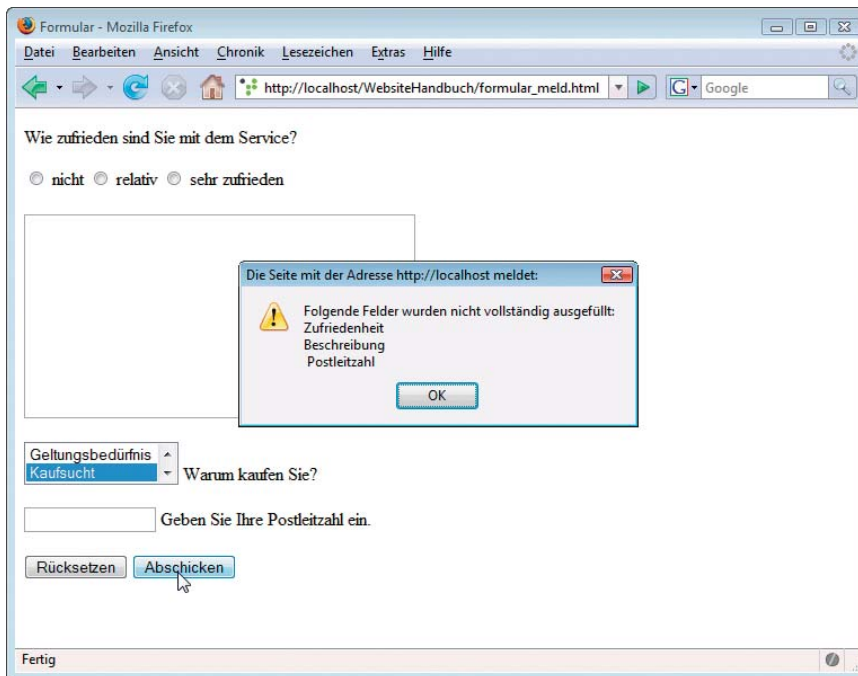 Formular - Mozilla Firefox
Datei Bearbeiten Ansicht Chronik Lesezeichen Extras Hilfe
http://localhost/WebsiteHandbuch/formular_meld.html
G Google
Wie zufrieden sind Sie mit dem Service?
nicht relativ sehr zufrieden
Die Seite mit der Adresse http://localhost meldet:
Folgende Felder wurden nicht vollständig ausgefüllt:
Zufriedenheit
Beschreibung
Postleitzahl
OK
Geltungsbedürfnis
Kaufsucht Warum kaufen Sie?
Geben Sie Ihre Postleitzahl ein.
Rücksetzen Abschicken
Fertig